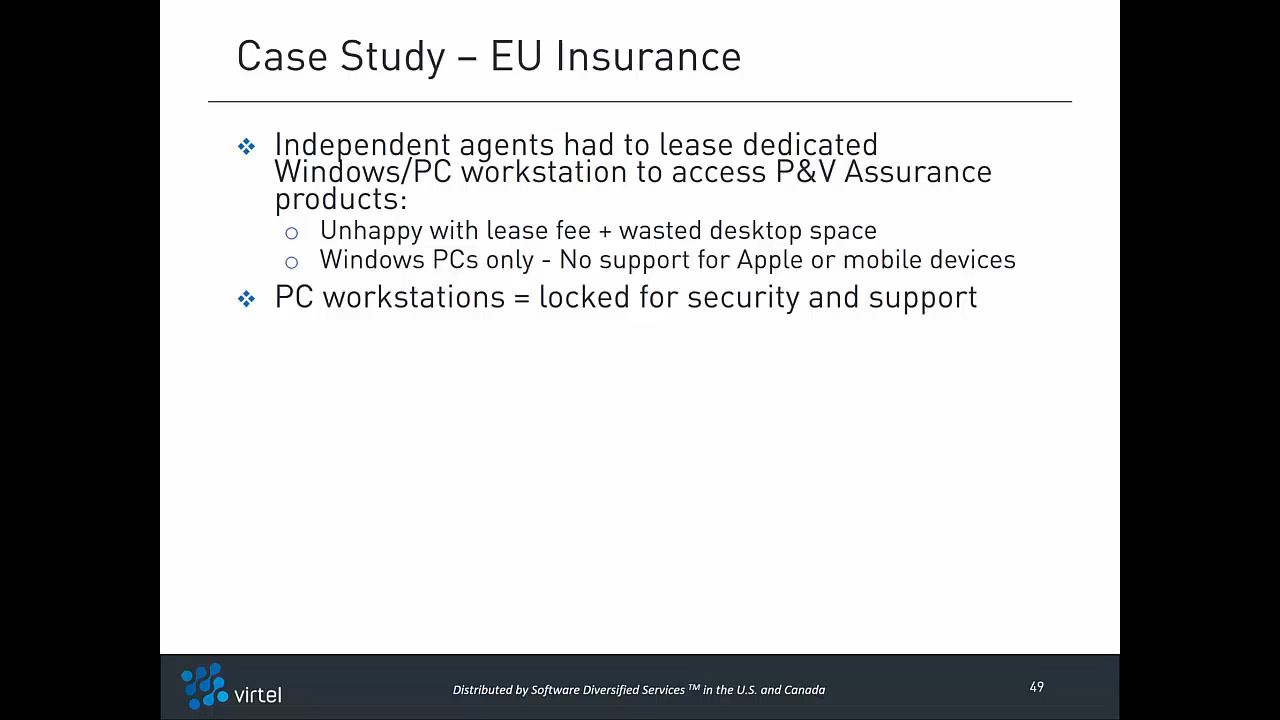 Case Study – EU Insurance
❖ Independent agents had to lease dedicated
Windows/PC workstation to access P&V Assurance
products:
o Unhappy with lease fee + wasted desktop space
o Windows PCs only - No support for Apple or mobile devices
❖ PC workstations = locked for security and support
virtel
Distributed by Software Diversified Services TM in the U.S. and Canada
49